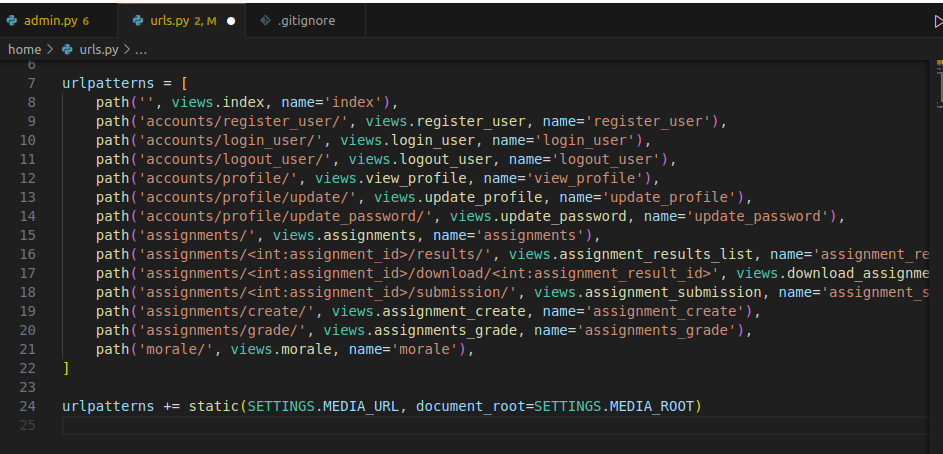 admin.py 6
urls.py 2, M
.gitignore
home > urls.py > ...
6
7 urlpatterns = [
8 path('', views.index, name='index'),
9 path('accounts/register_user/', views.register_user, name='register_user'),
10 path('accounts/login_user/', views.login_user, name='login_user'),
11 path('accounts/logout_user/', views.logout_user, name='logout_user'),
12 path('accounts/profile/', views.view_profile, name='view_profile'),
13 path('accounts/profile/update/', views.update_profile, name='update_profile'),
14 path('accounts/profile/update_password/', views.update_password, name='update_password'),
15 path('assignments/', views.assignments, name='assignments'),
16 path('assignments/<int:assignment_id>/results/', views.assignment_results_list, name='assignment_re
17 path('assignments/<int:assignment_id>/download/<int:assignment_result_id>', views.download_assignme
18 path('assignments/<int:assignment_id>/submission/', views.assignment_submission, name='assignment_s
19 path('assignments/create/', views.assignment_create, name='assignment_create'),
20 path('assignments/grade/', views.assignments_grade, name='assignments_grade'),
21 path('morale/', views.morale, name='morale'),
22 ]
23
24 urlpatterns += static(SETTINGS.MEDIA_URL, document_root=SETTINGS.MEDIA_ROOT)
25